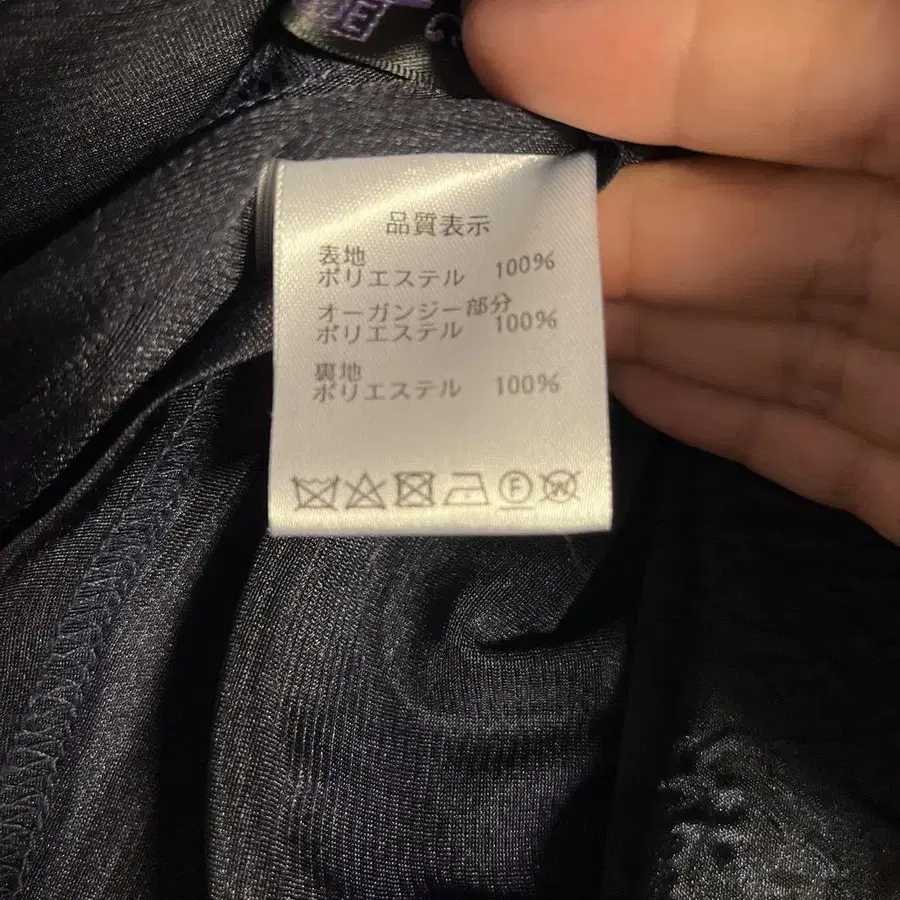 品質表示
表地
ポリエステル 100%
オーガンジー部分
ポリエステル 100%
裏地
ポリエステル 100%